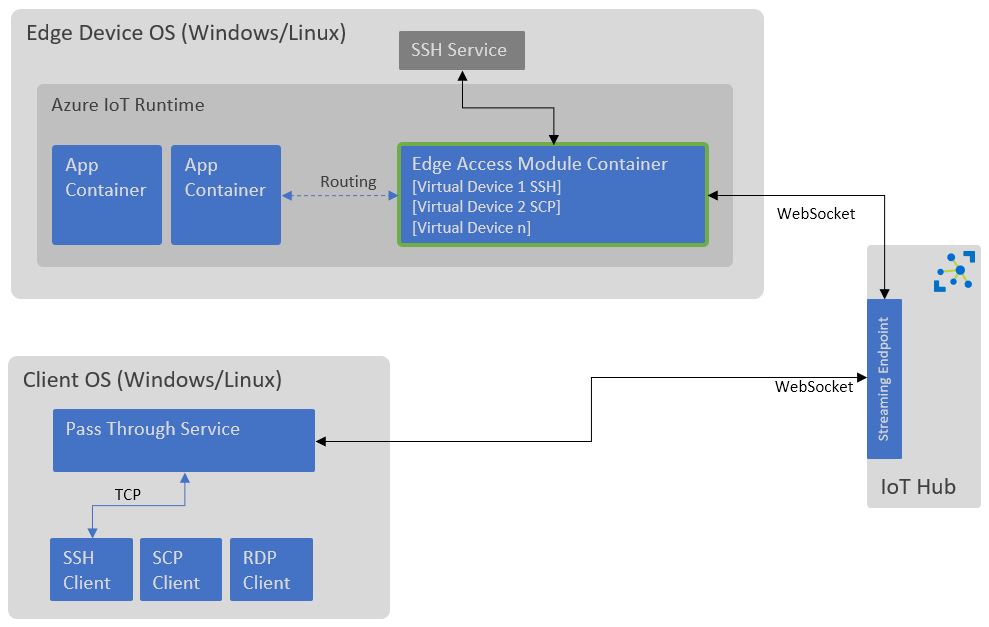 Edge Device OS (Windows/Linux)
SSH Service
Azure IoT Runtime
App
Container
App
Container
Routing
Edge Access Module Container
[Virtual Device 1 SSH]
[Virtual Device 2 SCP]
[Virtual Device n]
WebSocket
Streaming Endpoint
IoT Hub
Client OS (Windows/Linux)
Pass Through Service
WebSocket
TCP
SSH
Client
SCP
Client
RDP
Client